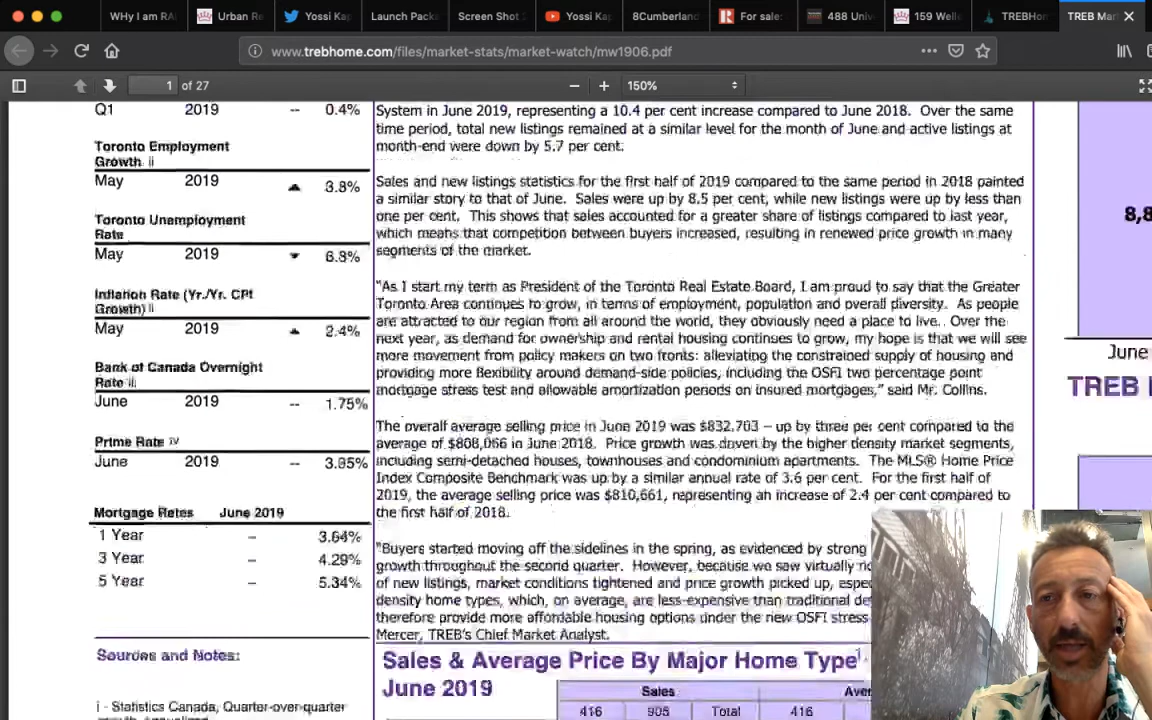 WHy I am RA
Urban Re
Yossi Ka
Launch Pack
Screen Shot
Yossi Ka
8Cumberland
For sale:
488 Univ
159 Welle
TREBHom
TREB Mar
www.trebhome.com/files/market-stats/market-watch/mw1906.pdf
1 of 27
150%
Q1 2019 -- 0.4%
Toronto Employment
Growth ii
May 2019 3.8%
Toronto Unemployment
Rate
May 2019 6.8%
Inflation Rate (Yr./Yr. CPI
Growth) ii
May 2019 2.4%
Bank of Canada Overnight
Rate iii
June 2019 -- 1.75%
Prime Rate iv
June 2019 -- 3.95%
Mortgage Rates June 2019
1 Year -- 3.64%
3 Year -- 4.29%
5 Year -- 5.34%
Sources and Notes:
i - Statistics Canada, Quarter-over-quarter
growth, annualized
System in June 2019, representing a 10.4 per cent increase compared to June 2018. Over the same
time period, total new listings remained at a similar level for the month of June and active listings at
month-end were down by 5.7 per cent.
Sales and new listings statistics for the first half of 2019 compared to the same period in 2018 painted
a similar story to that of June. Sales were up by 8.5 per cent, while new listings were up by less than
one per cent. This shows that sales accounted for a greater share of listings compared to last year,
which means that competition between buyers increased, resulting in renewed price growth in many
segments of the market.
"As I start my term as President of the Toronto Real Estate Board, I am proud to say that the Greater
Toronto Area continues to grow, in terms of employment, population and overall diversity. As people
are attracted to our region from all around the world, they obviously need a place to live. Over the
next year, as demand for ownership and rental housing continues to grow, my hope is that we will see
more movement from policy makers on two fronts: alleviating the constrained supply of housing and
providing more flexibility around demand-side policies, including the OSFI two percentage point
mortgage stress test and allowable amortization periods on insured mortgages," said Mr. Collins.
The overall average selling price in June 2019 was $832,703 – up by three per cent compared to the
average of $808,066 in June 2018. Price growth was driven by the higher density market segments,
including semi-detached houses, townhouses and condominium apartments. The MLS® Home Price
Index Composite Benchmark was up by a similar annual rate of 3.6 per cent. For the first half of
2019, the average selling price was $810,661, representing an increase of 2.4 per cent compared to
the first half of 2018.
"Buyers started moving off the sidelines in the spring, as evidenced by strong
growth throughout the second quarter. However, because we saw virtually no
of new listings, market conditions tightened and price growth picked up, espec
density home types, which, on average, are less-expensive than traditional de
therefore provide more affordable housing options under the new OSFI stress
Mercer, TREB's Chief Market Analyst.
Sales & Average Price By Major Home Type
June 2019
Sales Aver
416 905 Total 416
8,8
June
TREB